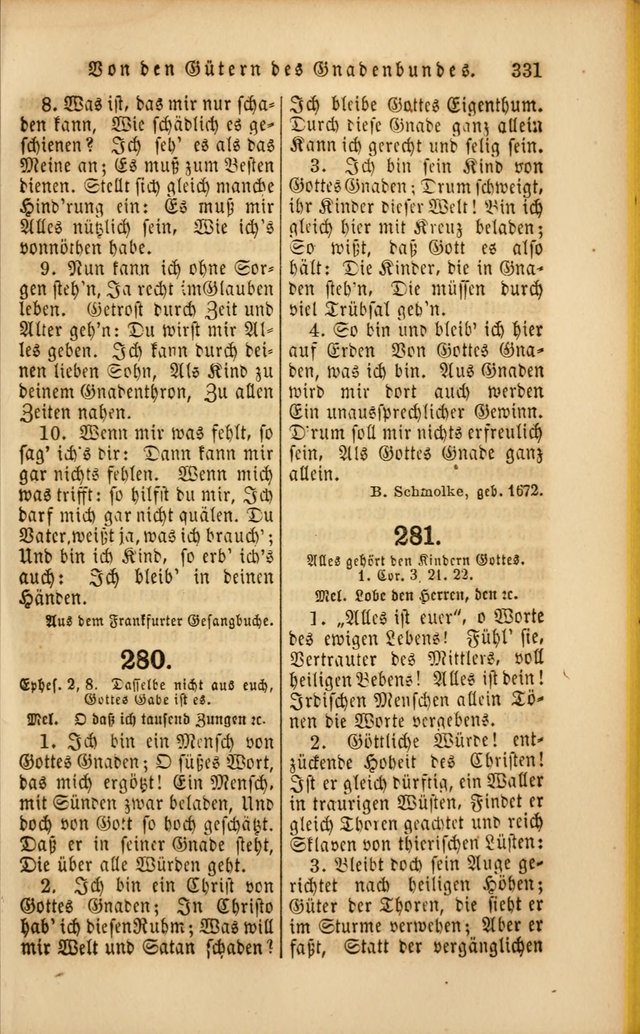 Von den Gütern des Gnadenbundes. 331
8. Was ist, das mir nur scha-
den kann, Wie schädlich es ge-
schienen? Ich seh' es als das
Meine an; Es muß zum Besten
dienen. Stellt sich gleich manche
Hind'rung ein: Es muß mir
Alles nützlich sein, Wie ich's
vonnöthen habe.
9. Nun kann ich ohne Sor-
gen steh'n, Ja recht im Glauben
leben. Getrost durch Zeit und
Alter geh'n: Du wirst mir Al-
les geben. Ich kann durch dei-
nen lieben Sohn, Als Kind zu
deinem Gnadenthron, Zu allen
Zeiten nahen.
10. Wenn mir was fehlt, so
sag' ich's dir: Dann kann mir
gar nichts fehlen. Wenn mich
was trifft: so hilfst du mir, Ich
darf mich gar nicht quälen. Du
Vater, weißt ja, was ich brauch';
Und bin ich Kind, so erb' ich's
auch: Ich bleib' in deinen
Händen.
Aus dem Frankfurter Gesangbuche.
280.
Ephes. 2, 8. Dasselbe nicht aus euch,
Gottes Gabe ist es.
Mel. O daß ich tausend Zungen ꝛc.
1. Ich bin ein Mensch von
Gottes Gnaden; O süßes Wort,
das mich ergötzt! Ein Mensch,
mit Sünden zwar beladen, Und
doch von Gott so hoch geschätzt.
Daß er in seiner Gnade steht,
Die über alle Würden geht.
2. Ich bin ein Christ von
Gottes Gnaden; In Christo
hab' ich diesen Ruhm; Was will
mir Welt und Satan schaden?
Ich bleibe Gottes Eigenthum.
Durch diese Gnade ganz allein
Kann ich gerecht und selig sein.
3. Ich bin sein Kind von
Gottes Gnaden; Drum schweigt,
ihr Kinder dieser Welt! Bin ich
gleich hier mit Kreuz beladen;
So wißt, daß Gott es also
hält: Die Kinder, die in Gna-
den steh'n, Die müssen durch
viel Trübsal geh'n.
4. So bin und bleib' ich hier
auf Erden Von Gottes Gna-
den, was ich bin. Aus Gnaden
wird mir dort auch werden
Ein unaussprechlicher Gewinn.
D'rum soll mir nichts erfreulich
sein, Als Gottes Gnade ganz
allein.
B. Schmolke, geb. 1672.
281.
Alles gehört den Kindern Gottes.
1. Cor. 3, 21. 22.
Mel. Lobe den Herren, den ꝛc.
1. „Alles ist euer“, o Worte
des ewigen Lebens! Fühl' sie,
Vertrauter des Mittlers, voll
heiligen Bebens! Alles ist dein!
Irdischen Menschen allein Tö-
nen die Worte vergebens.
2. Göttliche Würde! ent-
zückende Hoheit des Christen!
Ist er gleich dürftig, ein Waller
in traurigen Wüsten, Findet er
gleich Thoren geachtet und reich
Sklaven von thierischen Lüsten:
3. Bleibt doch sein Auge ge-
richtet nach heiligen Höhen;
Güter der Thoren, die sieht er
im Sturme verwehen; Aber er
faßt, Statt der vergänglichen